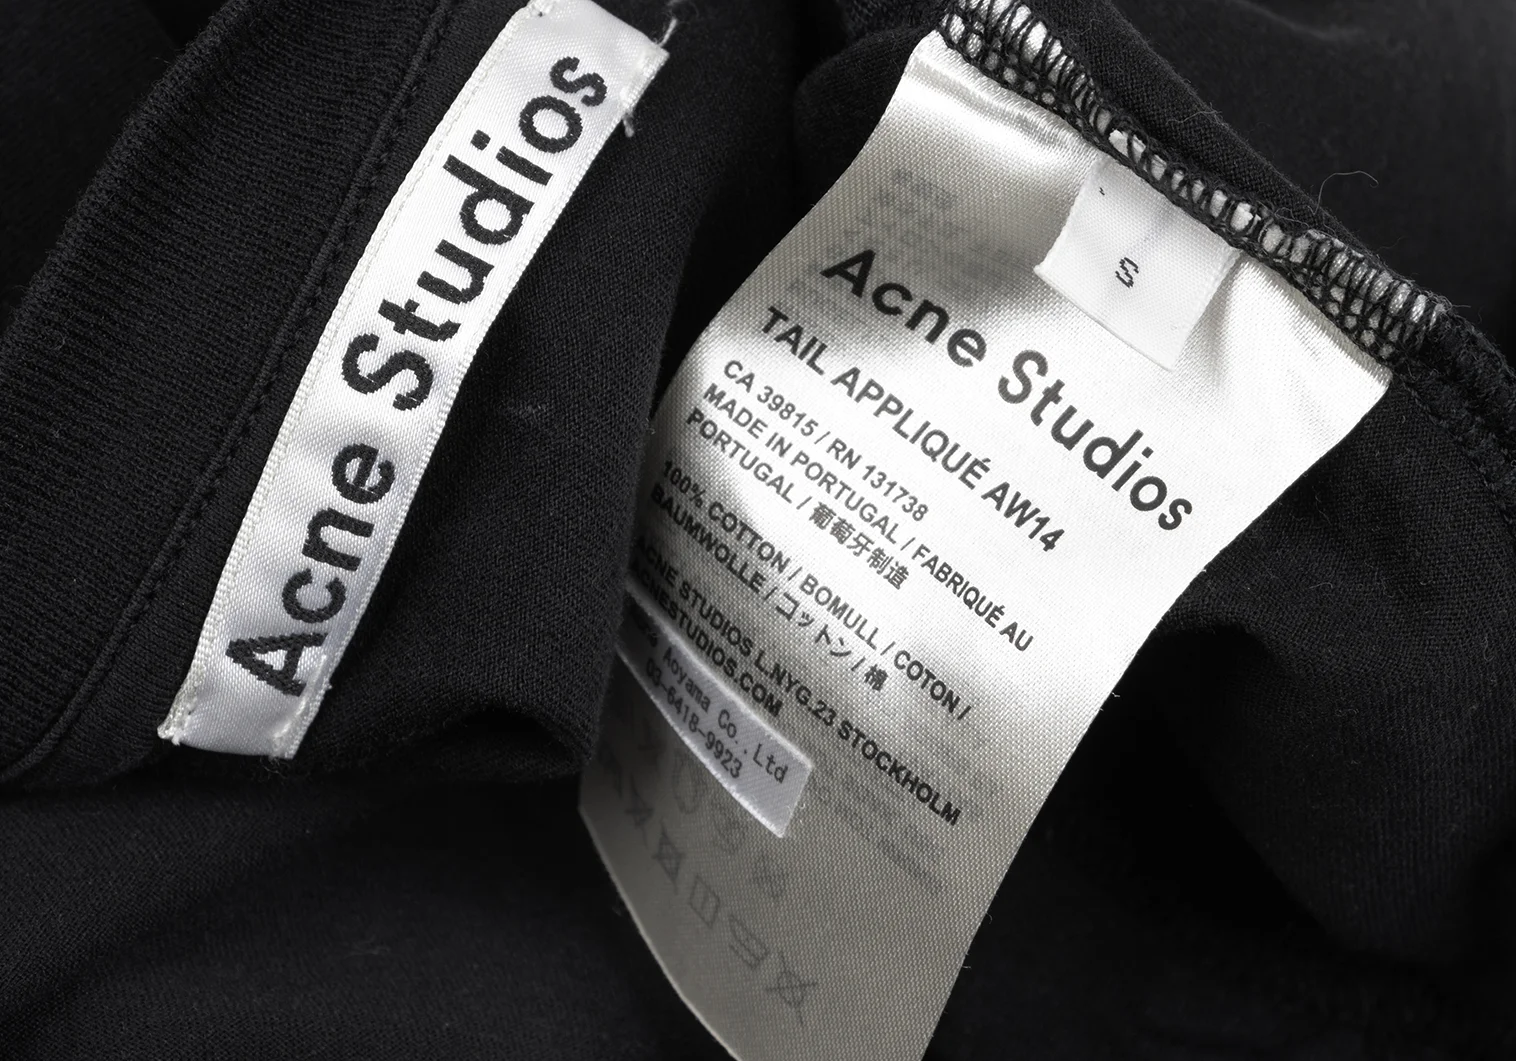 Acne Studios
S
Acne Studios
TAIL APPLIQUÉ AW14
CA 39815 / RN 131738
MADE IN PORTUGAL / FABRIQUÉ AU
PORTUGAL / 葡萄牙制造
100% COTTON / BOMULL / COTON /
BAUMWOLLE / コットン / 棉
ACNE STUDIOS L.NYG.23 STOCKHOLM
ACNESTUDIOS.COM
Aoyama Co.,Ltd
03-6418-9923